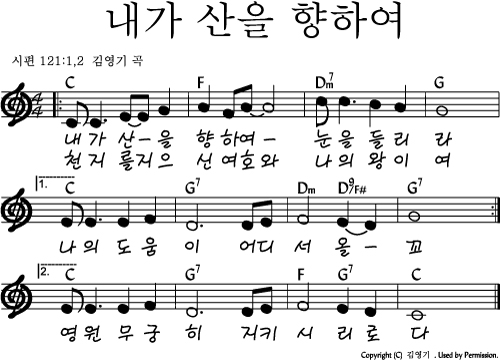 내가 산을 향하여
시편 121:1,2 김영기 곡
C F Dm7 G
내 가 산-을 향 하여- 눈을 들리 라
천지 를지으 신 여호와 나의 왕이 여
1. C G7 Dm D9/F# G7
나의 도움 이 어디 서 올- 꼬
2. C G7 F G7 C
영원 무궁 히 지키 시 리로 다
Copyright (C) 김영기 . Used by Permission.